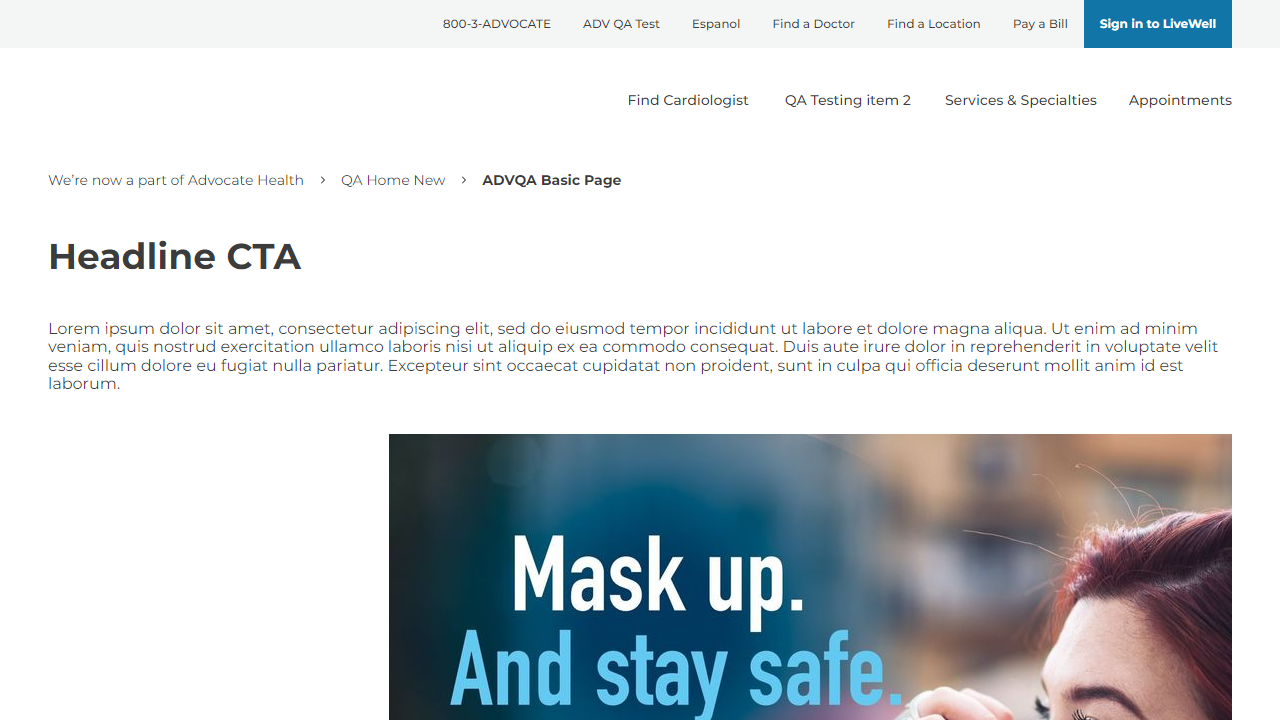 800-3-ADVOCATE ADV QA Test Espanol Find a Doctor Find a Location Pay a Bill Sign in to LiveWell
Find Cardiologist QA Testing item 2 Services & Specialties Appointments
We’re now a part of Advocate Health > QA Home New > ADVQA Basic Page
Headline CTA
Lorem ipsum dolor sit amet, consectetur adipiscing elit, sed do eiusmod tempor incididunt ut labore et dolore magna aliqua. Ut enim ad minim
veniam, quis nostrud exercitation ullamco laboris nisi ut aliquip ex ea commodo consequat. Duis aute irure dolor in reprehenderit in voluptate velit
esse cillum dolore eu fugiat nulla pariatur. Excepteur sint occaecat cupidatat non proident, sunt in culpa qui officia deserunt mollit anim id est
laborum.
Mask up.
And stay safe.